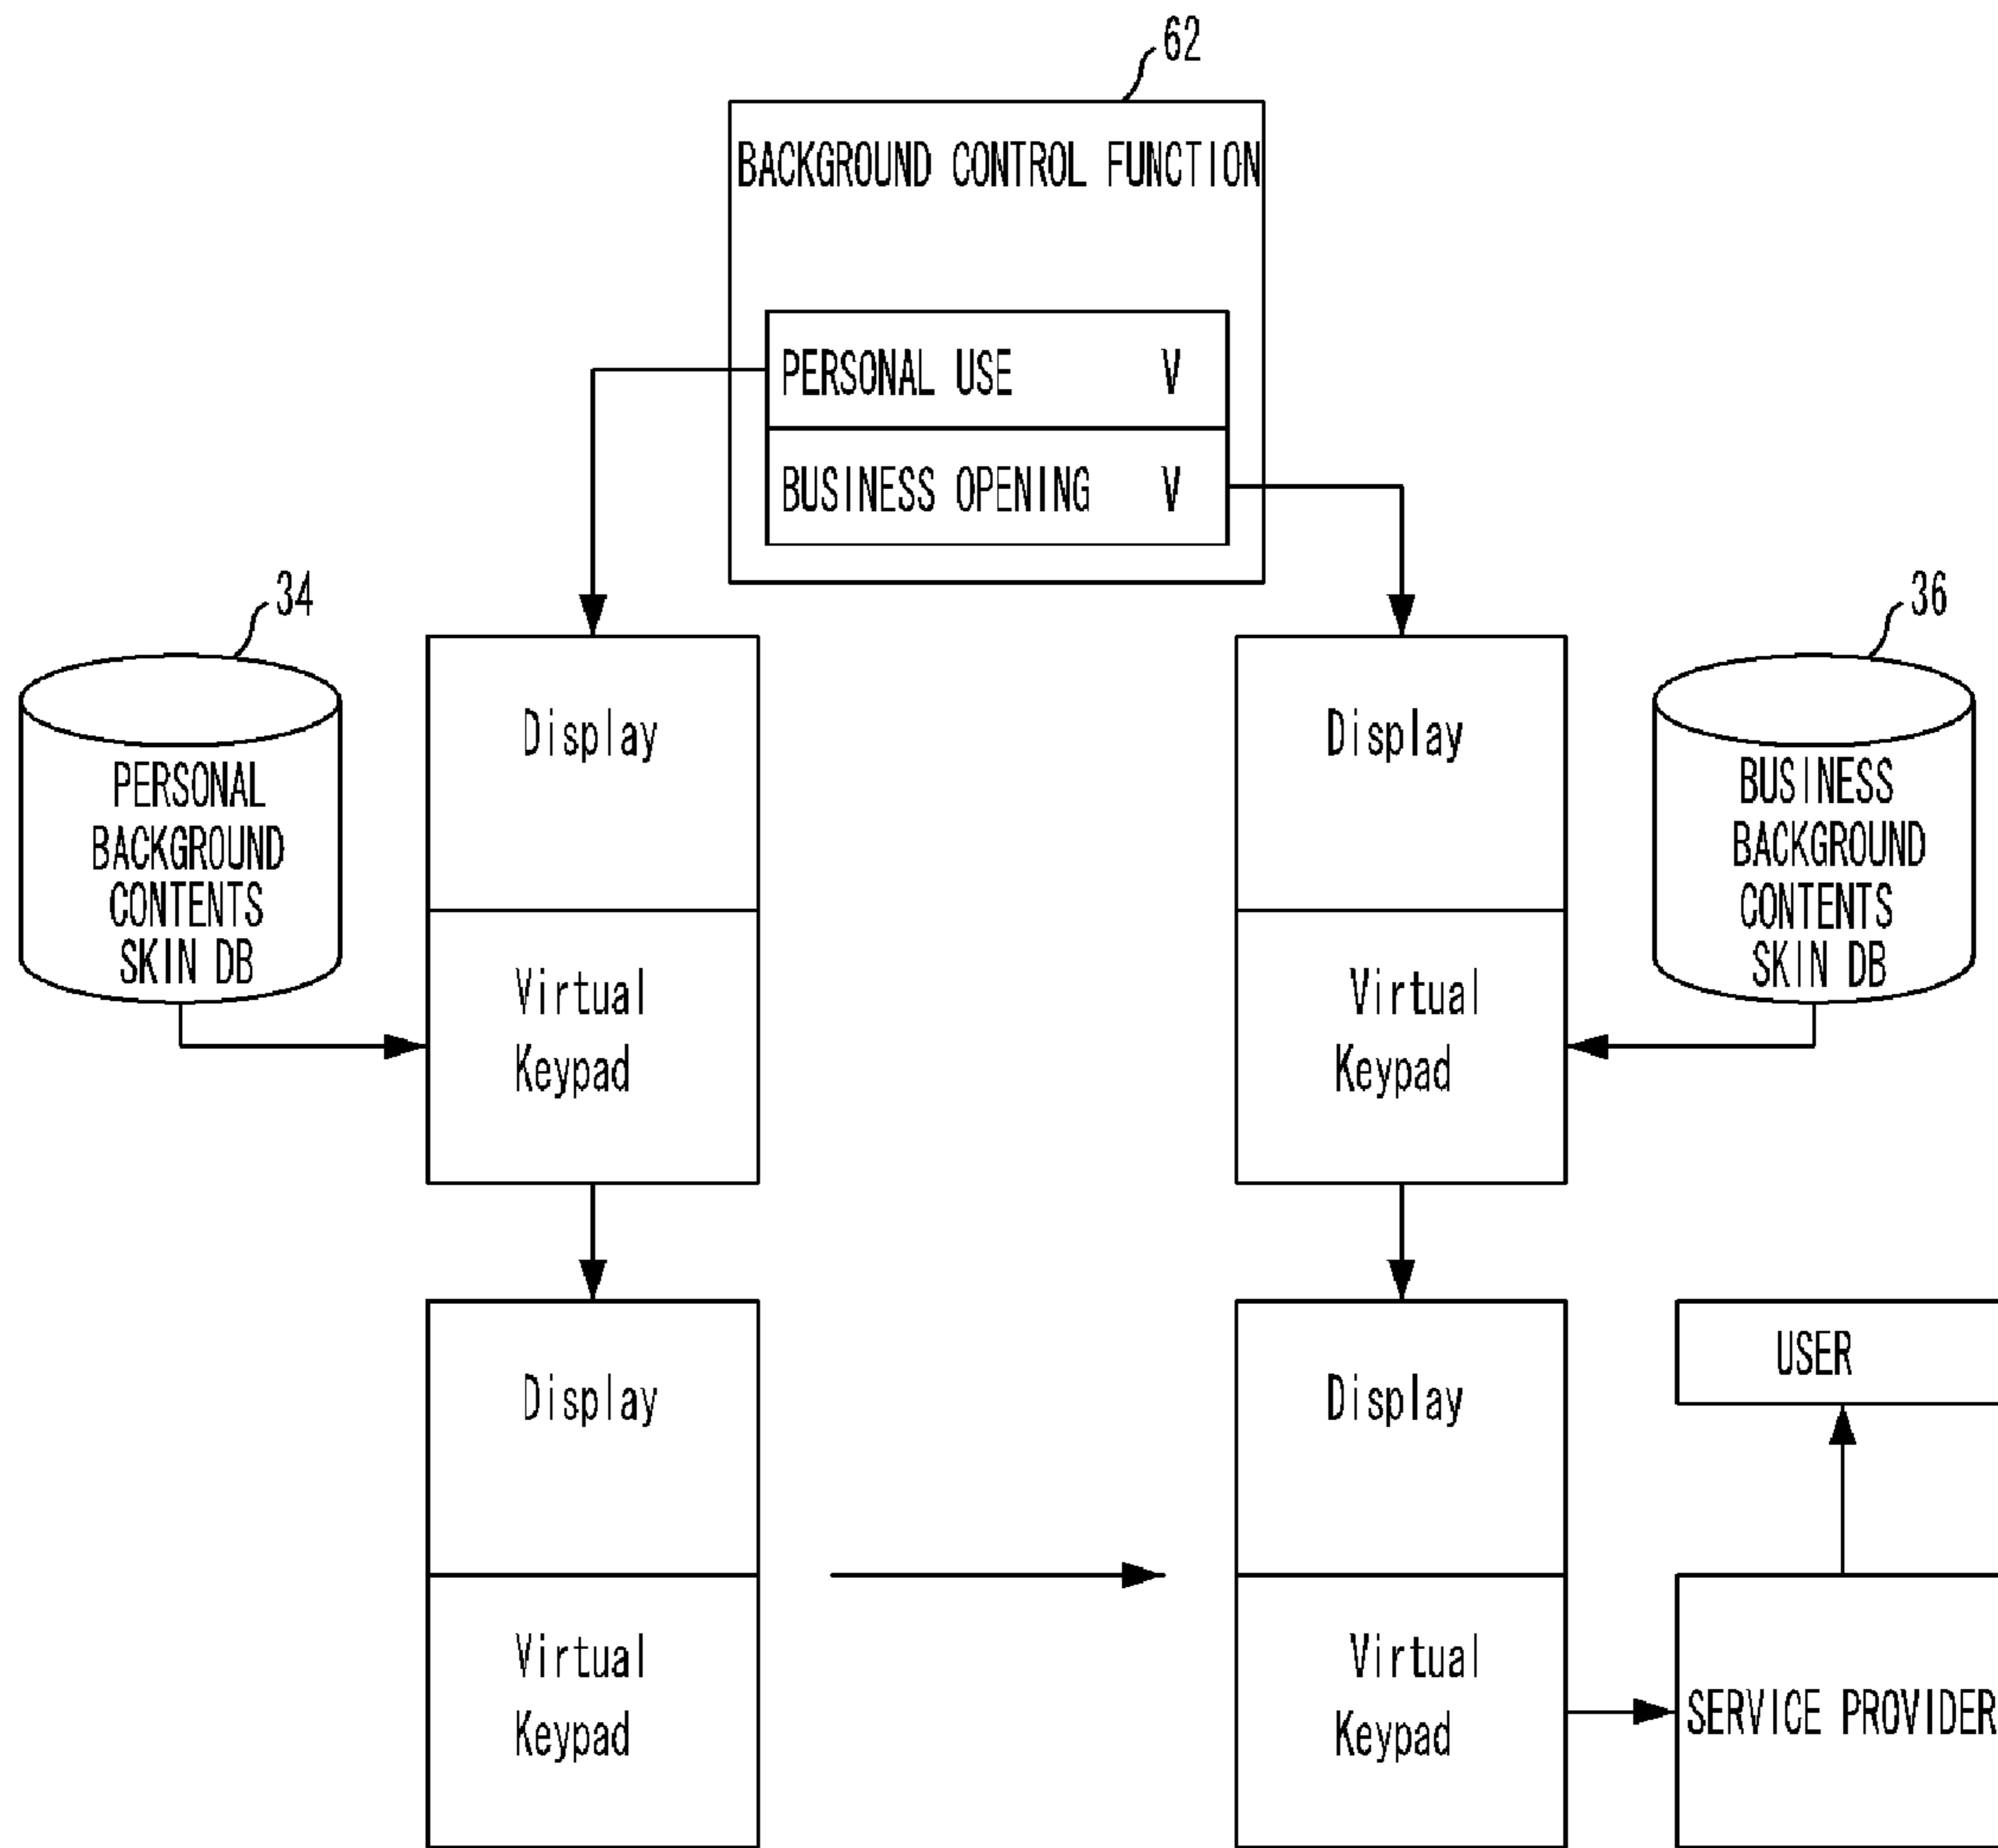 62
BACKGROUND CONTROL FUNCTION
PERSONAL USE V
BUSINESS OPENING V
34
PERSONAL
BACKGROUND
CONTENTS
SKIN DB
Display
Virtual
Keypad
Display
Virtual
Keypad
36
BUSINESS
BACKGROUND
CONTENTS
SKIN DB
Display
Virtual
Keypad
Display
Virtual
Keypad
USER
SERVICE PROVIDER